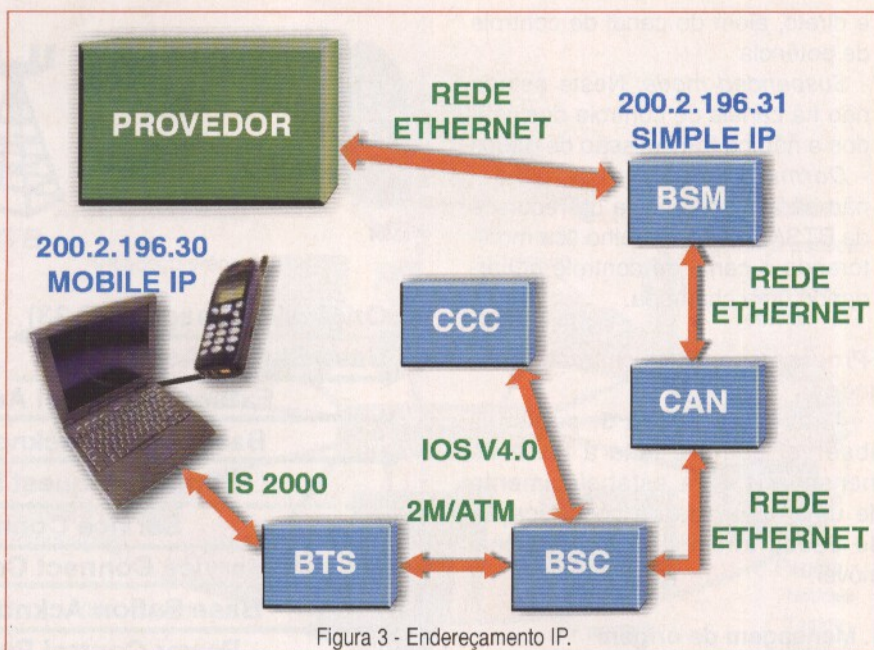 PROVEDOR
REDE
ETHERNET
200.2.196.31
SIMPLE IP
BSM
200.2.196.30
MOBILE IP
REDE
ETHERNET
CCC
CAN
IOS V4.0
IS 2000
2M/ATM
REDE
ETHERNET
BTS
BSC
Figura 3 - Endereçamento IP.